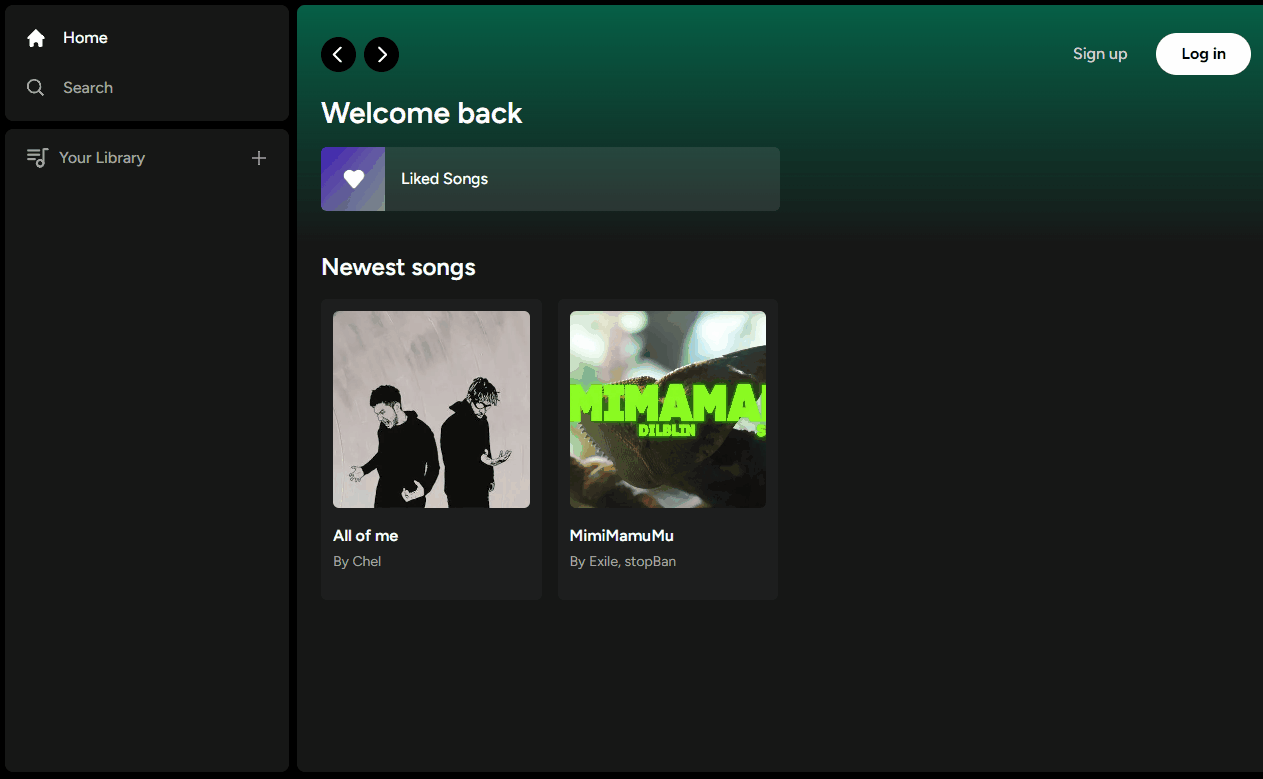 Home
Search
Your Library
Sign up
Log in
Welcome back
Liked Songs
Newest songs
MIMAMA
DILBLIN
All of me
By Chel
MimiMamuMu
By Exile, stopBan